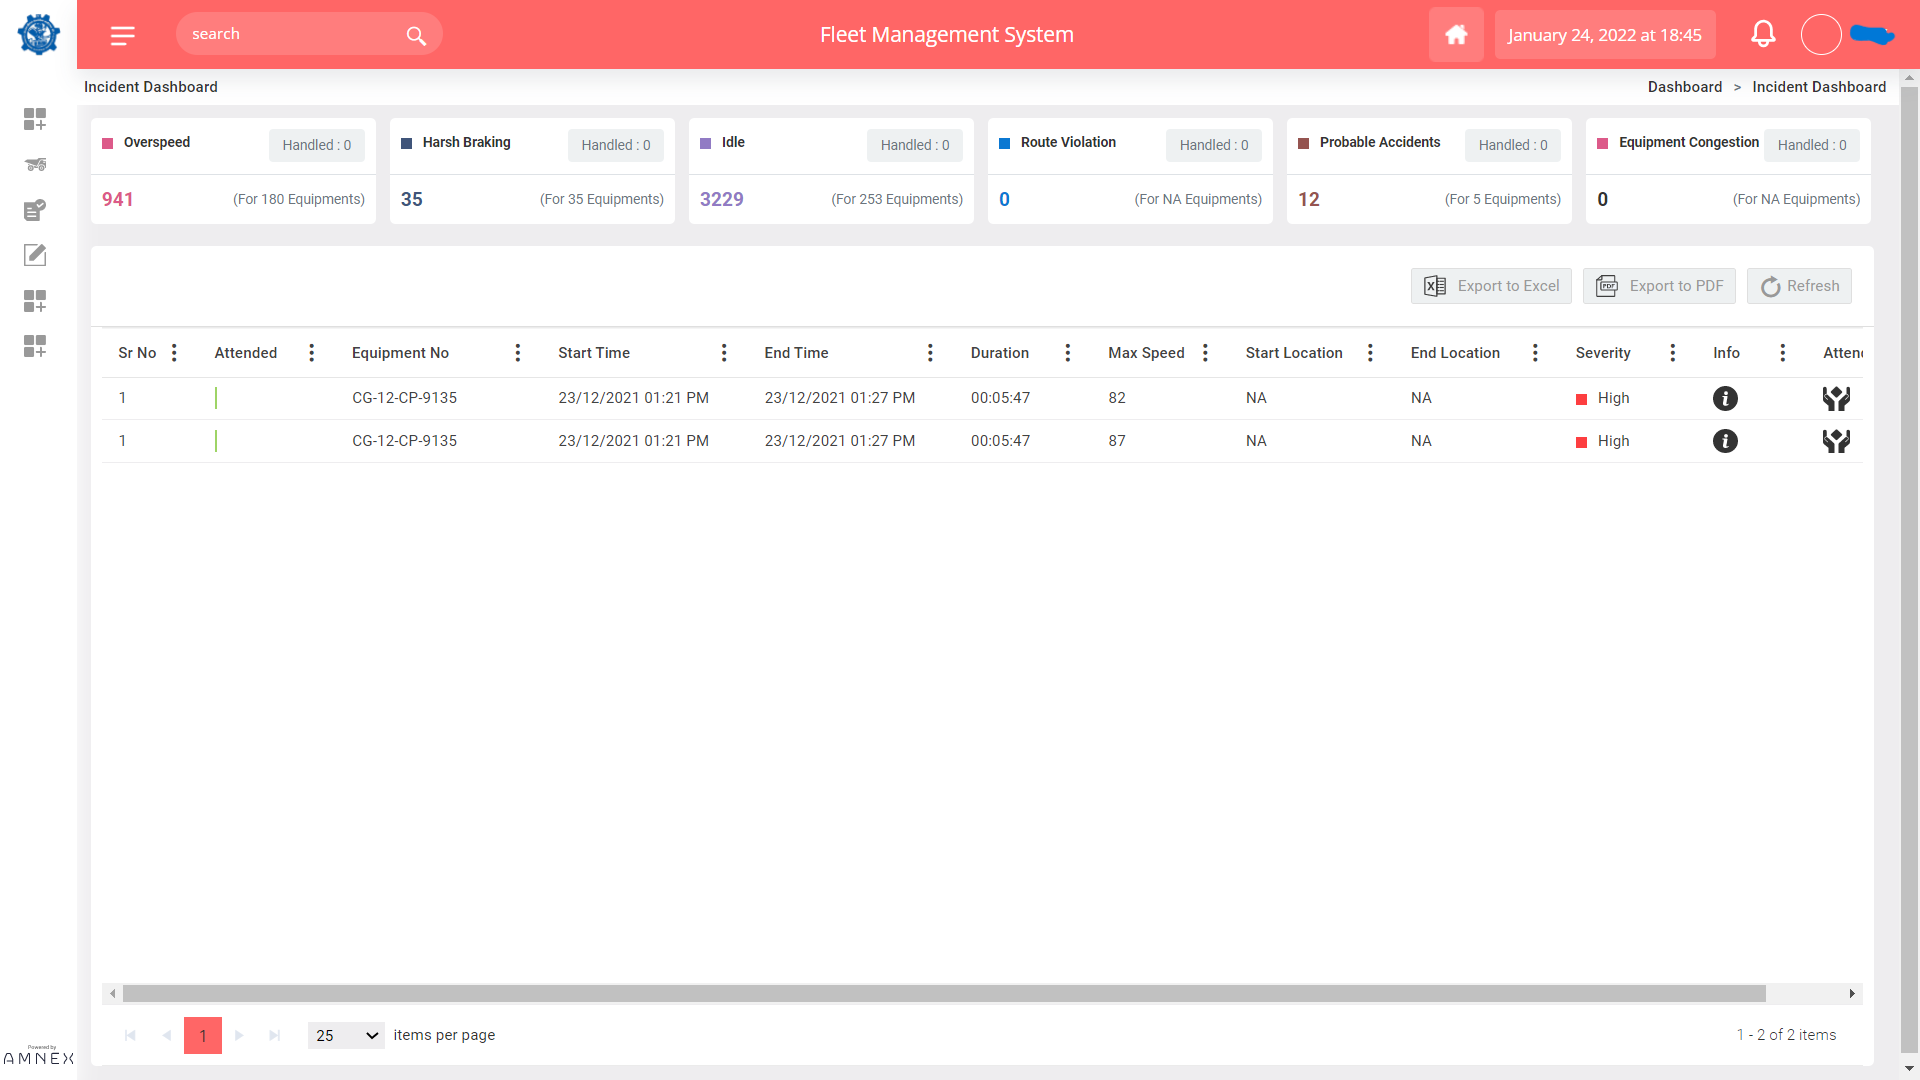 search
Fleet Management System
January 24, 2022 at 18:45
Incident Dashboard
Dashboard > Incident Dashboard
Overspeed Handled : 0
941 (For 180 Equipments)
Harsh Braking Handled : 0
35 (For 35 Equipments)
Idle Handled : 0
3229 (For 253 Equipments)
Route Violation Handled : 0
0 (For NA Equipments)
Probable Accidents Handled : 0
12 (For 5 Equipments)
Equipment Congestion Handled : 0
0 (For NA Equipments)
Export to Excel Export to PDF Refresh
Sr No Attended Equipment No Start Time End Time Duration Max Speed Start Location End Location Severity Info Atten
1 CG-12-CP-9135 23/12/2021 01:21 PM 23/12/2021 01:27 PM 00:05:47 82 NA NA High
1 CG-12-CP-9135 23/12/2021 01:21 PM 23/12/2021 01:27 PM 00:05:47 87 NA NA High
1 25 items per page 1 - 2 of 2 items
Powered by
AMNEX